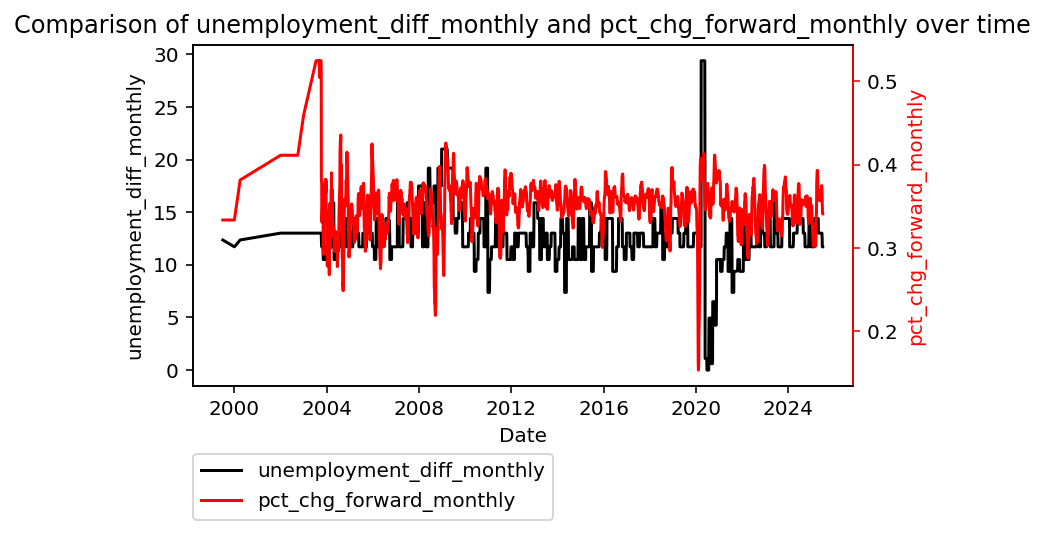 Comparison of unemployment_diff_monthly and pct_chg_forward_monthly over time
unemployment_diff_monthly
30
25
20
15
10
5
0
0.5
0.4
0.3
0.2
pct_chg_forward_monthly
2000 2004 2008 2012 2016 2020 2024
Date
unemployment_diff_monthly
pct_chg_forward_monthly